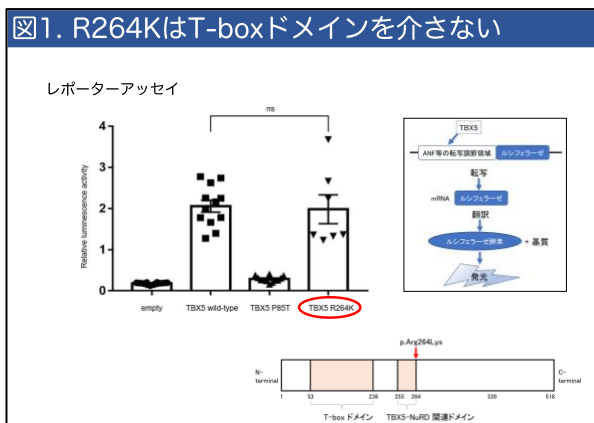 図1. R264KはT-boxドメインを介さない
レポーターアッセイ
ns
4
3
2
1
0
Relative luminescence activity
empty
TBX5 wild-type
TBX5 P85T
TBX5 R264K
TBX5
ANF等の転写調節領域
ルシフェラーゼ
転写
mRNA
ルシフェラーゼ
翻訳
ルシフェラーゼ酵素
+ 基質
発光
p.Arg264Lys
N-
terminal
C-
terminal
1
53
236
255
264
339
518
T-box ドメイン
TBX5-NuRD 関連ドメイン